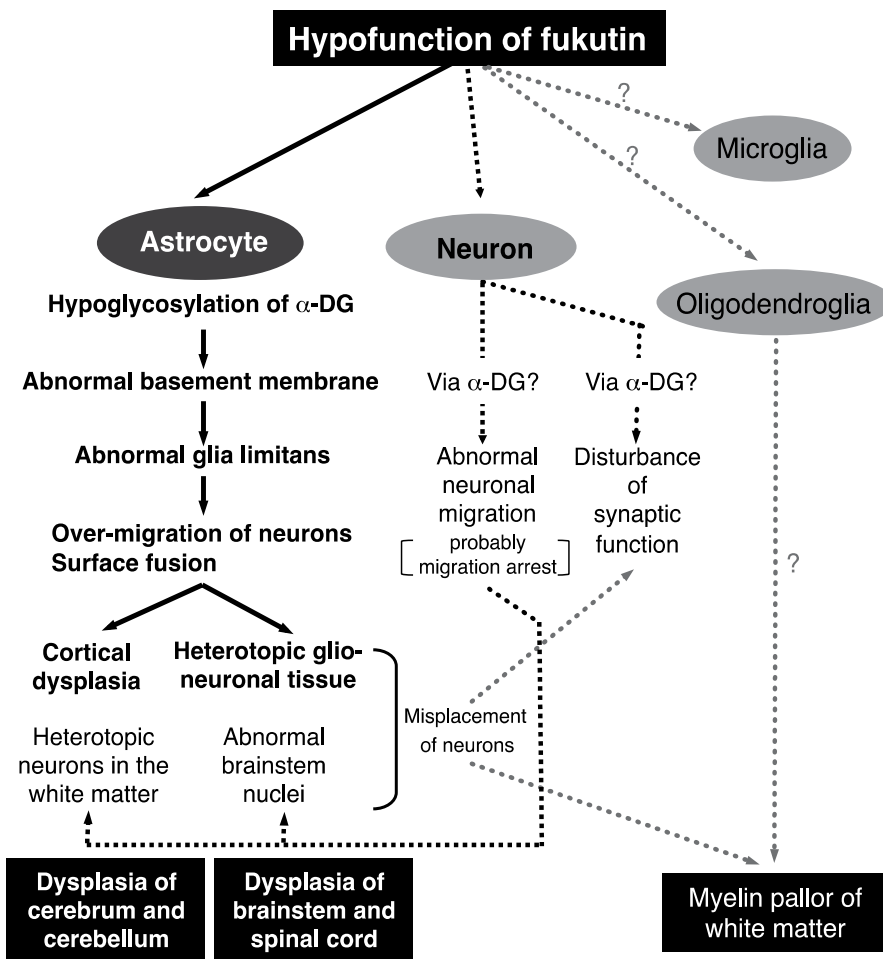 Hypofunction of fukutin
?
Microglia
?
Astrocyte
Neuron
Oligodendroglia
Hypoglycosylation of α-DG
Abnormal basement membrane
Abnormal glia limitans
Over-migration of neurons
Surface fusion
Via α-DG?
Via α-DG?
Abnormal
neuronal
migration
probably
migration arrest
Disturbance
of
synaptic
function
?
Cortical
dysplasia
Heterotopic glio-
neuronal tissue
Heterotopic
neurons in the
white matter
Abnormal
brainstem
nuclei
Misplacement
of neurons
Dysplasia of
cerebrum and
cerebellum
Dysplasia of
brainstem and
spinal cord
Myelin pallor of
white matter